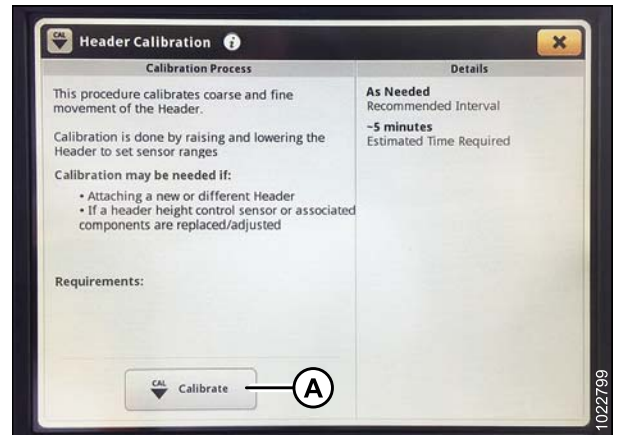 CAL
Header Calibration i
Calibration Process
Details
This procedure calibrates coarse and fine
movement of the Header.
Calibration is done by raising and lowering the
Header to set sensor ranges
Calibration may be needed if:
• Attaching a new or different Header
• If a header height control sensor or associated
components are replaced/adjusted
Requirements:
As Needed
Recommended Interval
~5 minutes
Estimated Time Required
CAL
Calibrate
A
1022799